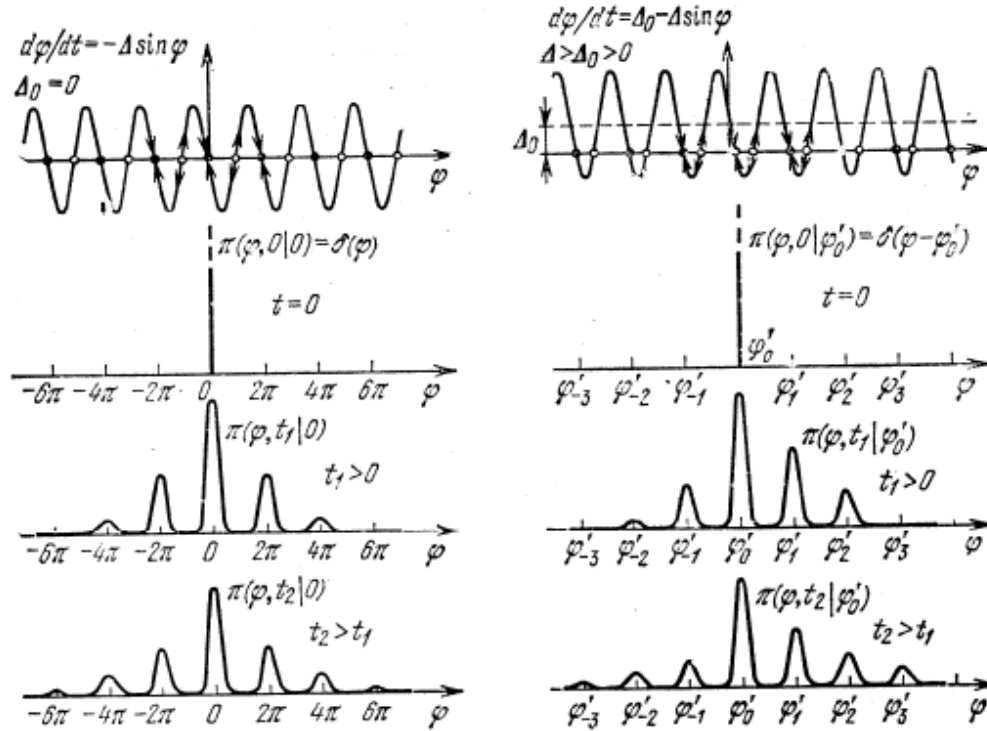 dφ/dt=-Δsinφ
Δ₀=0
φ
π(φ,0|0)=δ(φ)
t=0
-6π -4π -2π 0 2π 4π 6π φ
π(φ,t₁|0)
t₁>0
-6π -4π -2π 0 2π 4π 6π φ
π(φ,t₂|0)
t₂>t₁
-6π -4π -2π 0 2π 4π 6π φ
dφ/dt=Δ₀-Δsinφ
Δ>Δ₀>0
Δ₀
φ
π(φ,0|φ'₀)=δ(φ-φ'₀)
t=0
φ'₀
φ'₋₃ φ'₋₂ φ'₋₁ φ'₁ φ'₂ φ'₃ φ
π(φ,t₁|φ'₀)
t₁>0
φ'₋₃ φ'₋₂ φ'₋₁ φ'₀ φ'₁ φ'₂ φ'₃ φ
π(φ,t₂|φ'₀)
t₂>t₁
φ'₋₃ φ'₋₂ φ'₋₁ φ'₀ φ'₁ φ'₂ φ'₃ φ